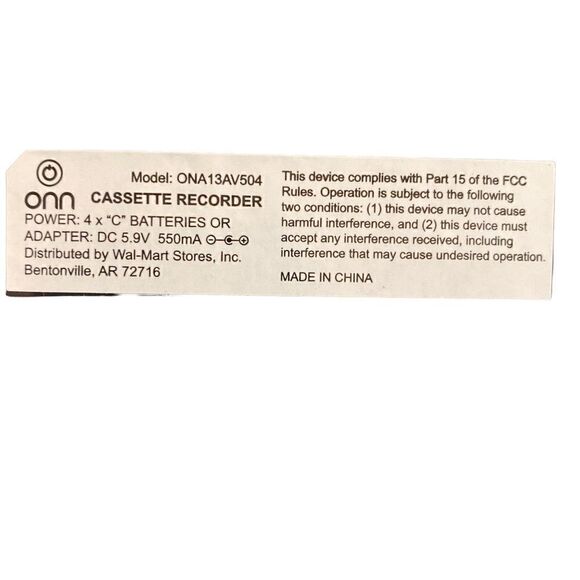 onn
Model: ONA13AV504
CASSETTE RECORDER
POWER: 4 x "C" BATTERIES OR
ADAPTER: DC 5.9V 550mA
Distributed by Wal-Mart Stores, Inc.
Bentonville, AR 72716
This device complies with Part 15 of the FCC
Rules. Operation is subject to the following
two conditions: (1) this device may not cause
harmful interference, and (2) this device must
accept any interference received, including
interference that may cause undesired operation.
MADE IN CHINA